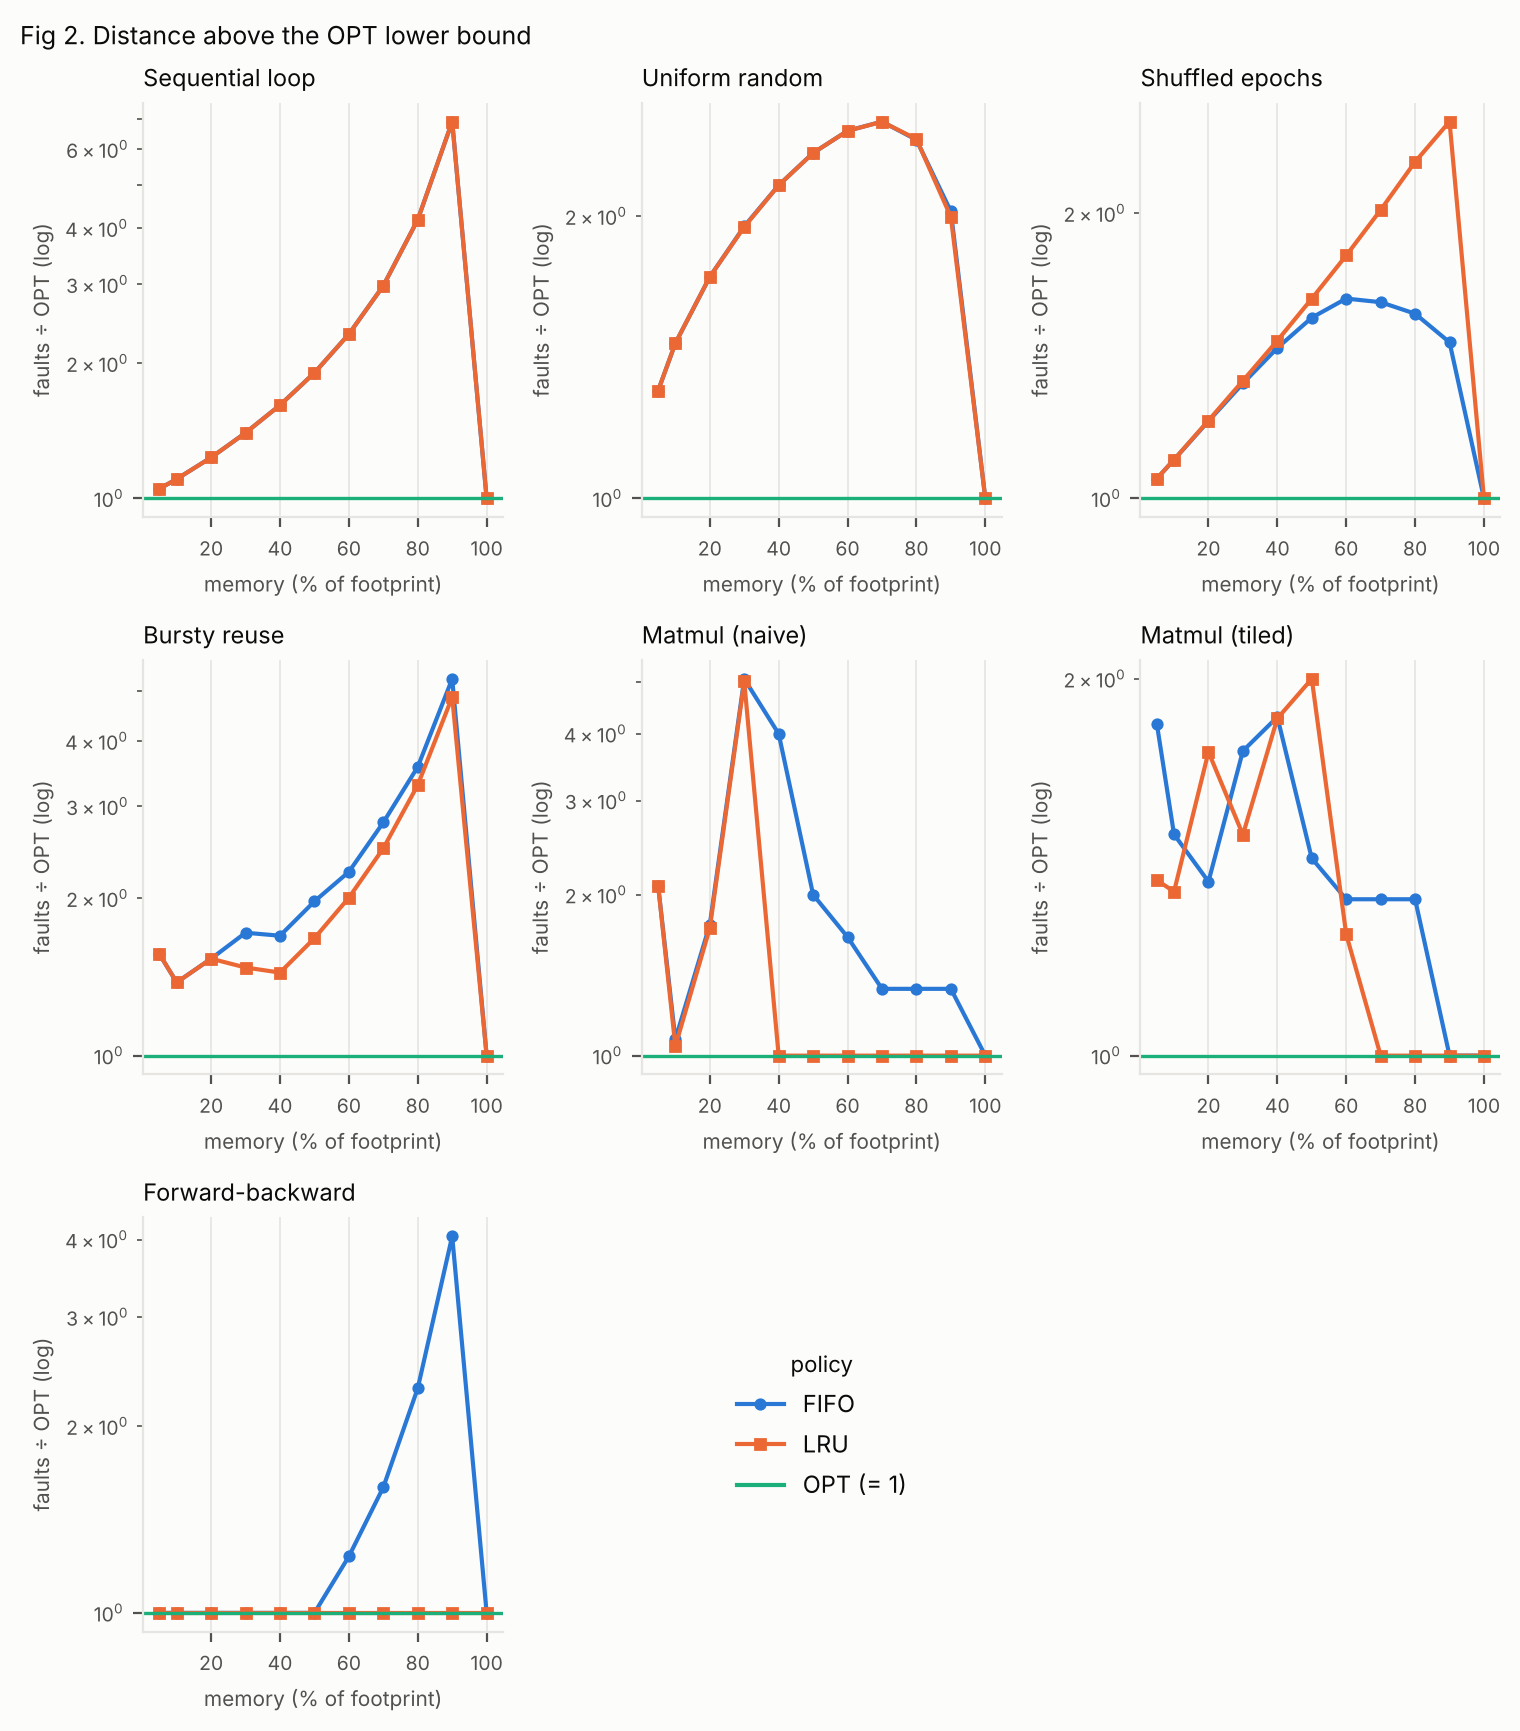 Fig 2. Distance above the OPT lower bound
Sequential loop
6 × 10⁰
4 × 10⁰
3 × 10⁰
2 × 10⁰
10⁰
faults ÷ OPT (log)
20 40 60 80 100
memory (% of footprint)
Uniform random
2 × 10⁰
10⁰
faults ÷ OPT (log)
20 40 60 80 100
memory (% of footprint)
Shuffled epochs
2 × 10⁰
10⁰
faults ÷ OPT (log)
20 40 60 80 100
memory (% of footprint)
Bursty reuse
4 × 10⁰
3 × 10⁰
2 × 10⁰
10⁰
faults ÷ OPT (log)
20 40 60 80 100
memory (% of footprint)
Matmul (naive)
4 × 10⁰
3 × 10⁰
2 × 10⁰
10⁰
faults ÷ OPT (log)
20 40 60 80 100
memory (% of footprint)
Matmul (tiled)
2 × 10⁰
10⁰
faults ÷ OPT (log)
20 40 60 80 100
memory (% of footprint)
Forward-backward
4 × 10⁰
3 × 10⁰
2 × 10⁰
10⁰
faults ÷ OPT (log)
20 40 60 80 100
memory (% of footprint)
policy
FIFO
LRU
OPT (= 1)